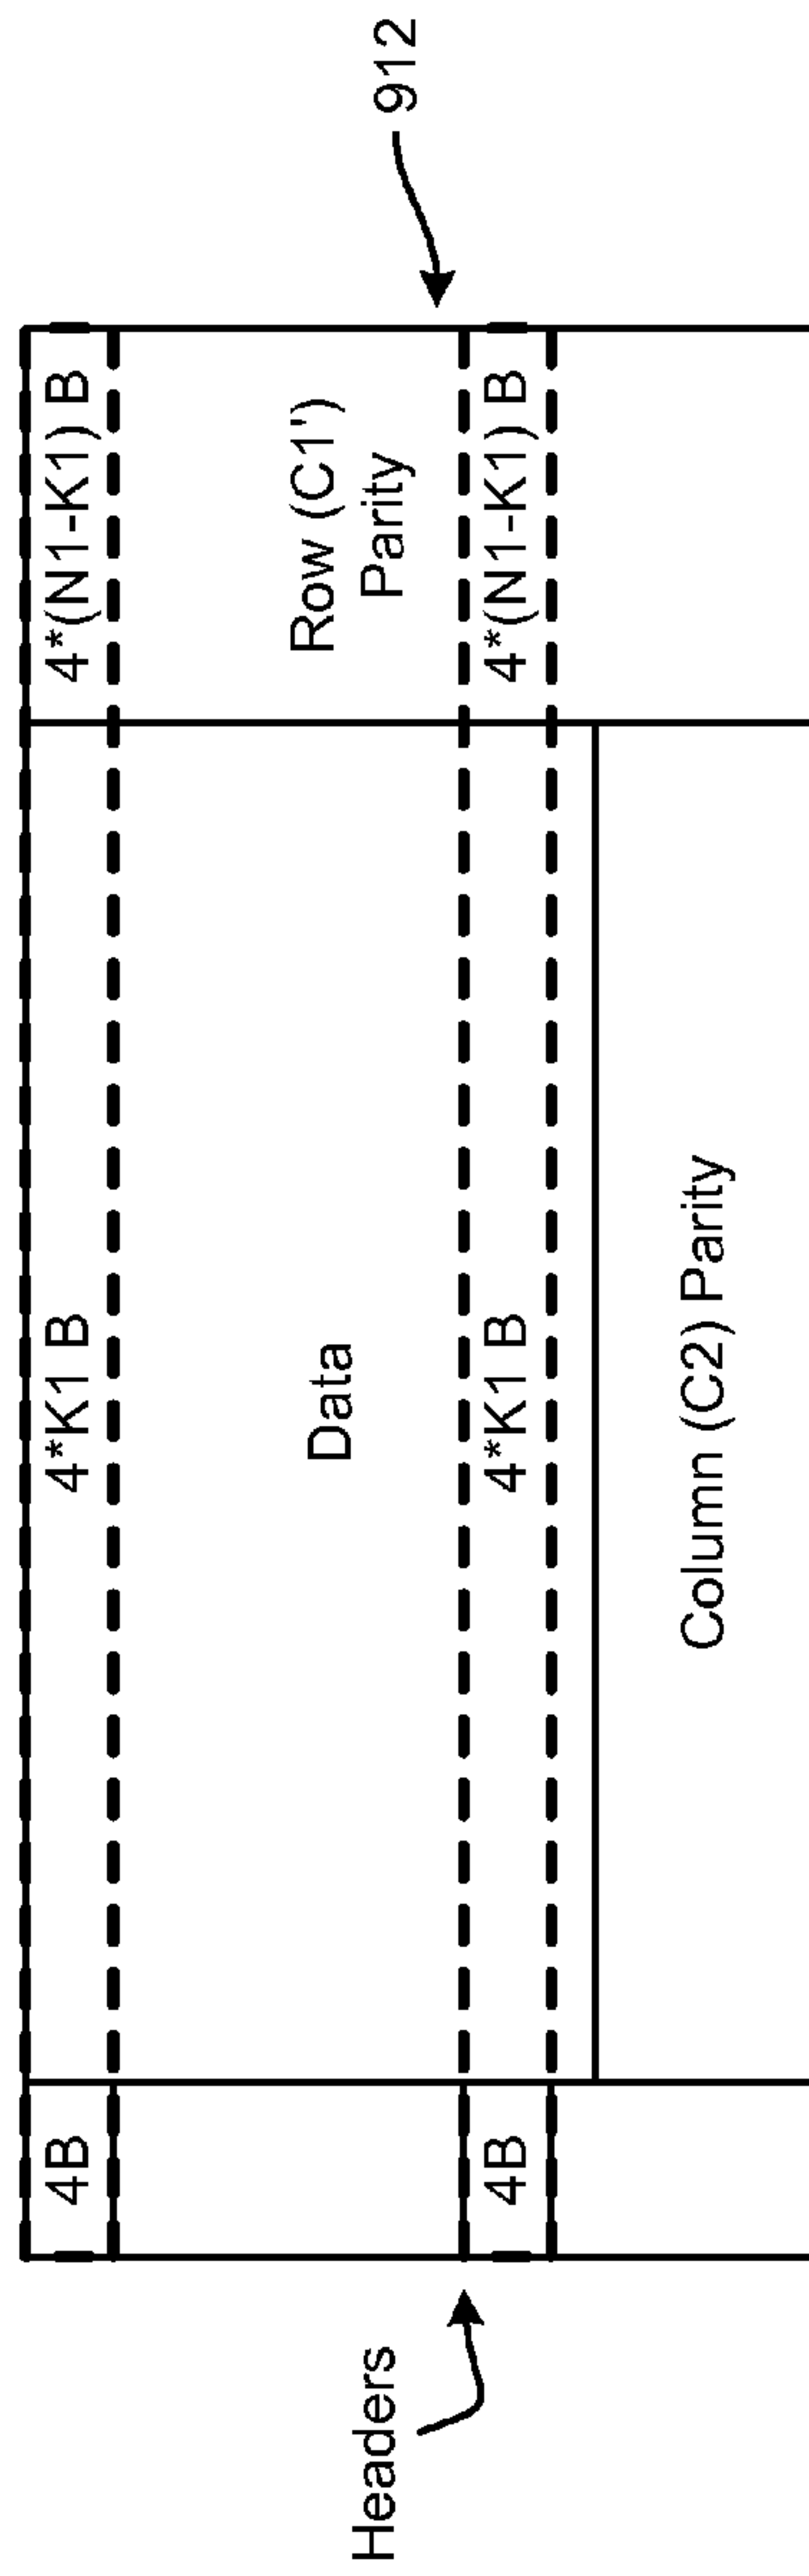 4B
4*K1 B
4*(N1-K1) B
Headers
Data
Row (C1')
Parity
912
4B
4*K1 B
4*(N1-K1) B
Column (C2) Parity